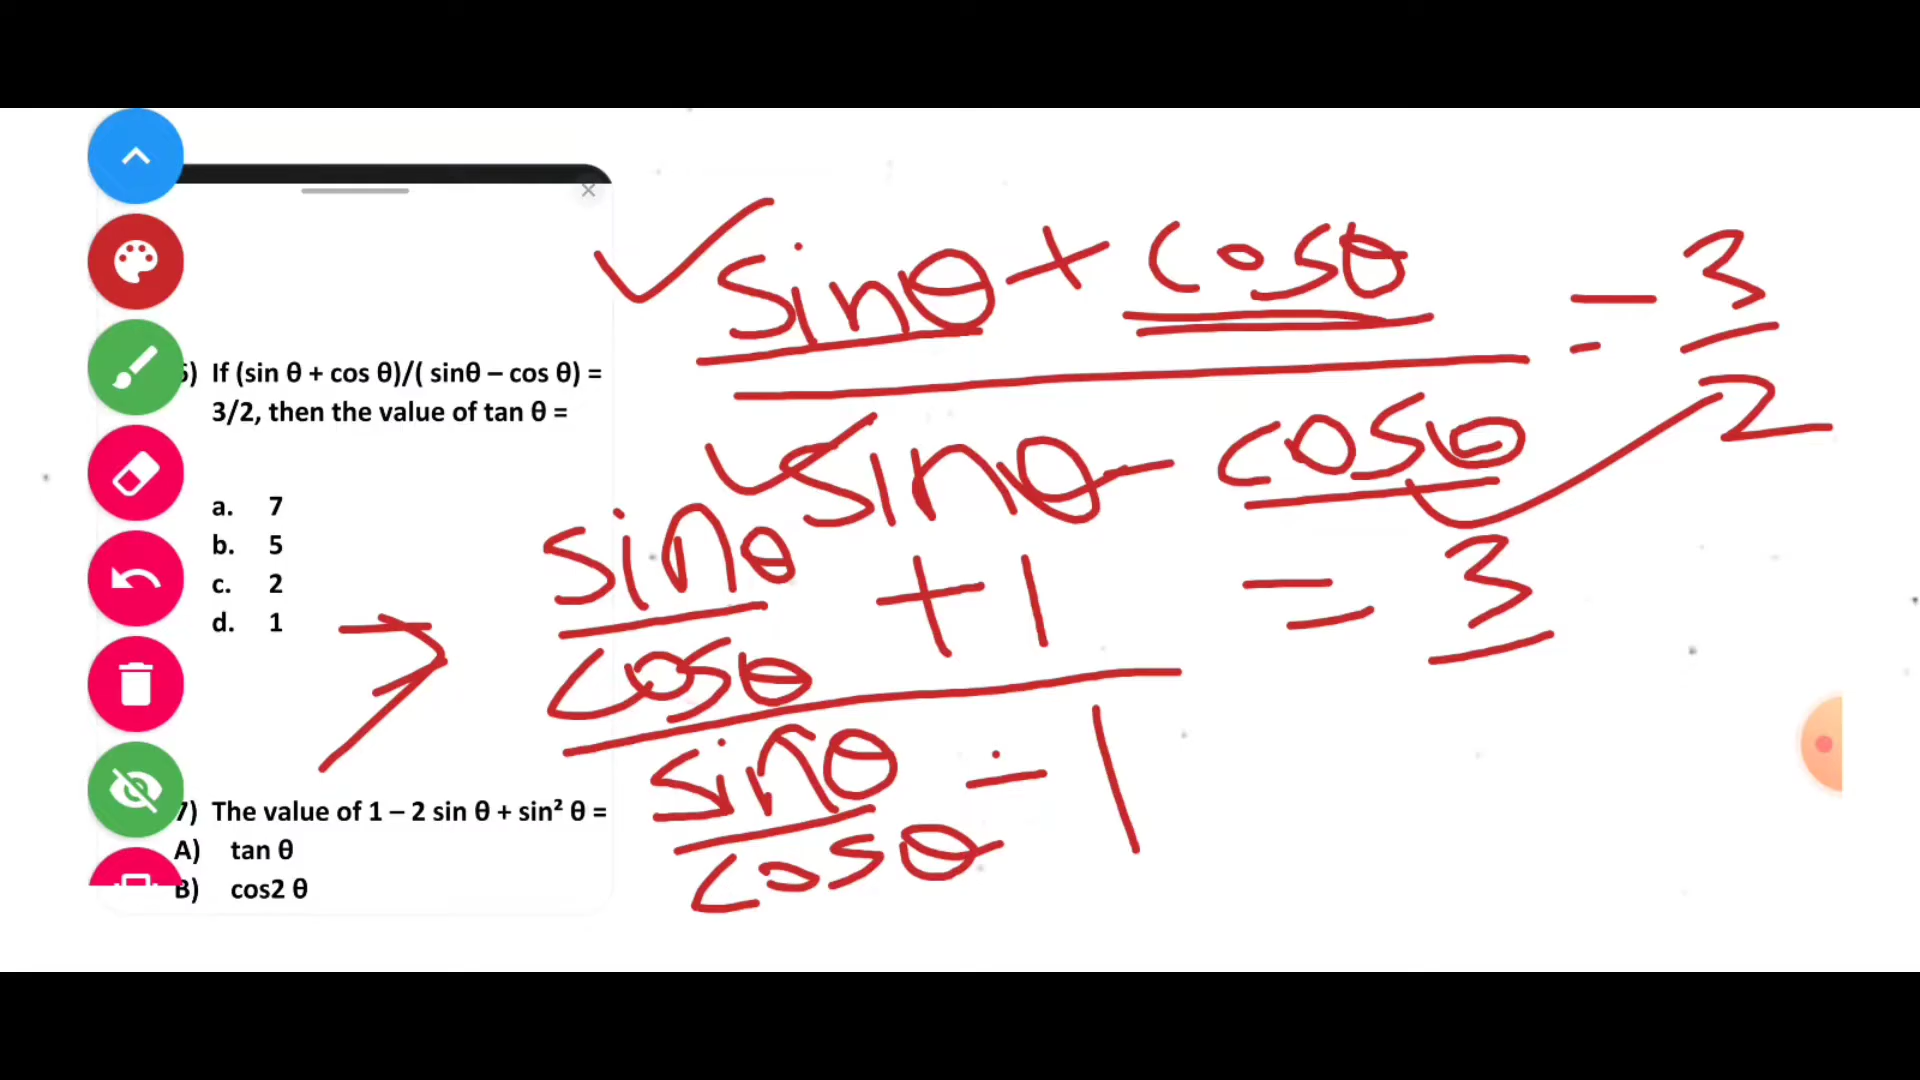 6) If (sin θ + cos θ)/( sinθ – cos θ) =
3/2, then the value of tan θ =
a. 7
b. 5
c. 2
d. 1
7) The value of 1 – 2 sin θ + sin² θ =
A) tan θ
B) cos2 θ
sinθ + cosθ = 3
sinθ - cosθ 2
sinθ + 1 = 3
cosθ
sinθ - 1
cosθ